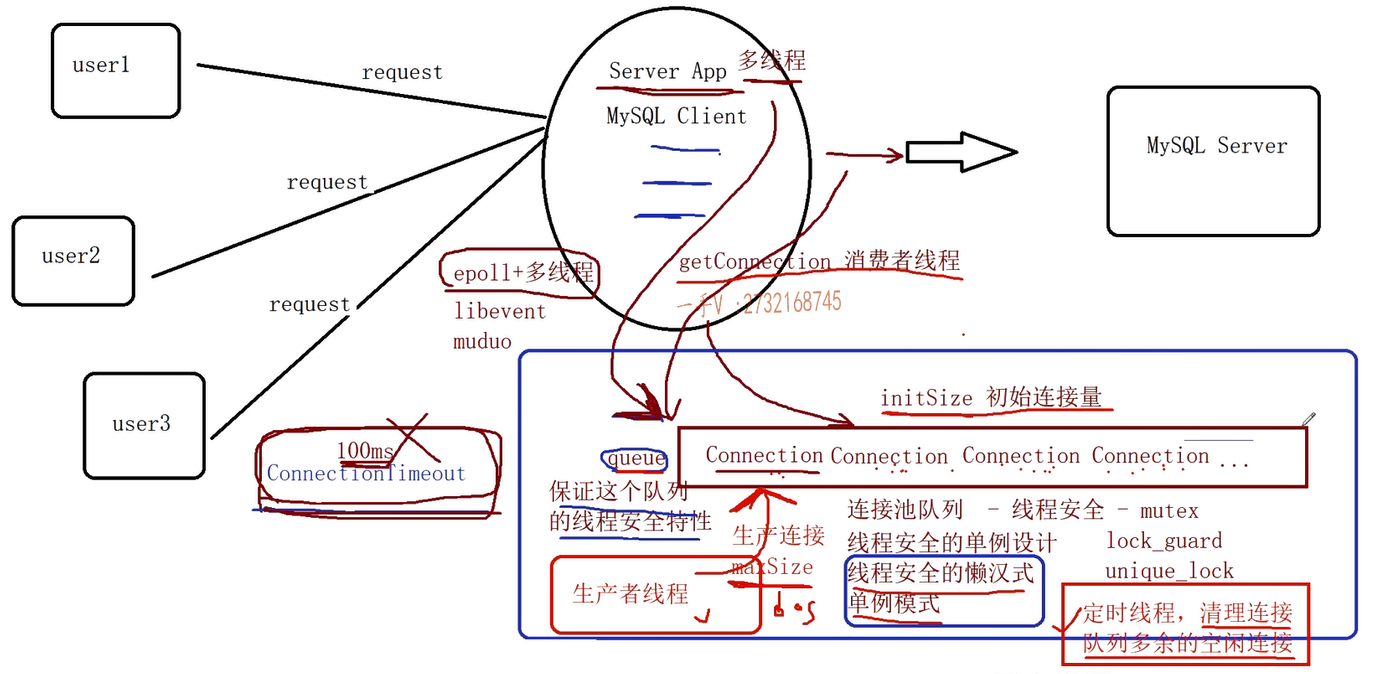 user1
request
Server App 多线程
MySQL Client
MySQL Server
request
user2
request
epoll+多线程
libevent
muduo
getConnection 消费者线程
一手V :2732168745
user3
100ms
ConnectionTimeout
initSize 初始连接量
queue
Connection Connection Connection Connection ...
保证这个队列
的线程安全特性
生产连接
maxSize
生产者线程
连接池队列 - 线程安全 - mutex
线程安全的单例设计 lock_guard
线程安全的懒汉式 unique_lock
单例模式
定时线程，清理连接
队列多余的空闲连接